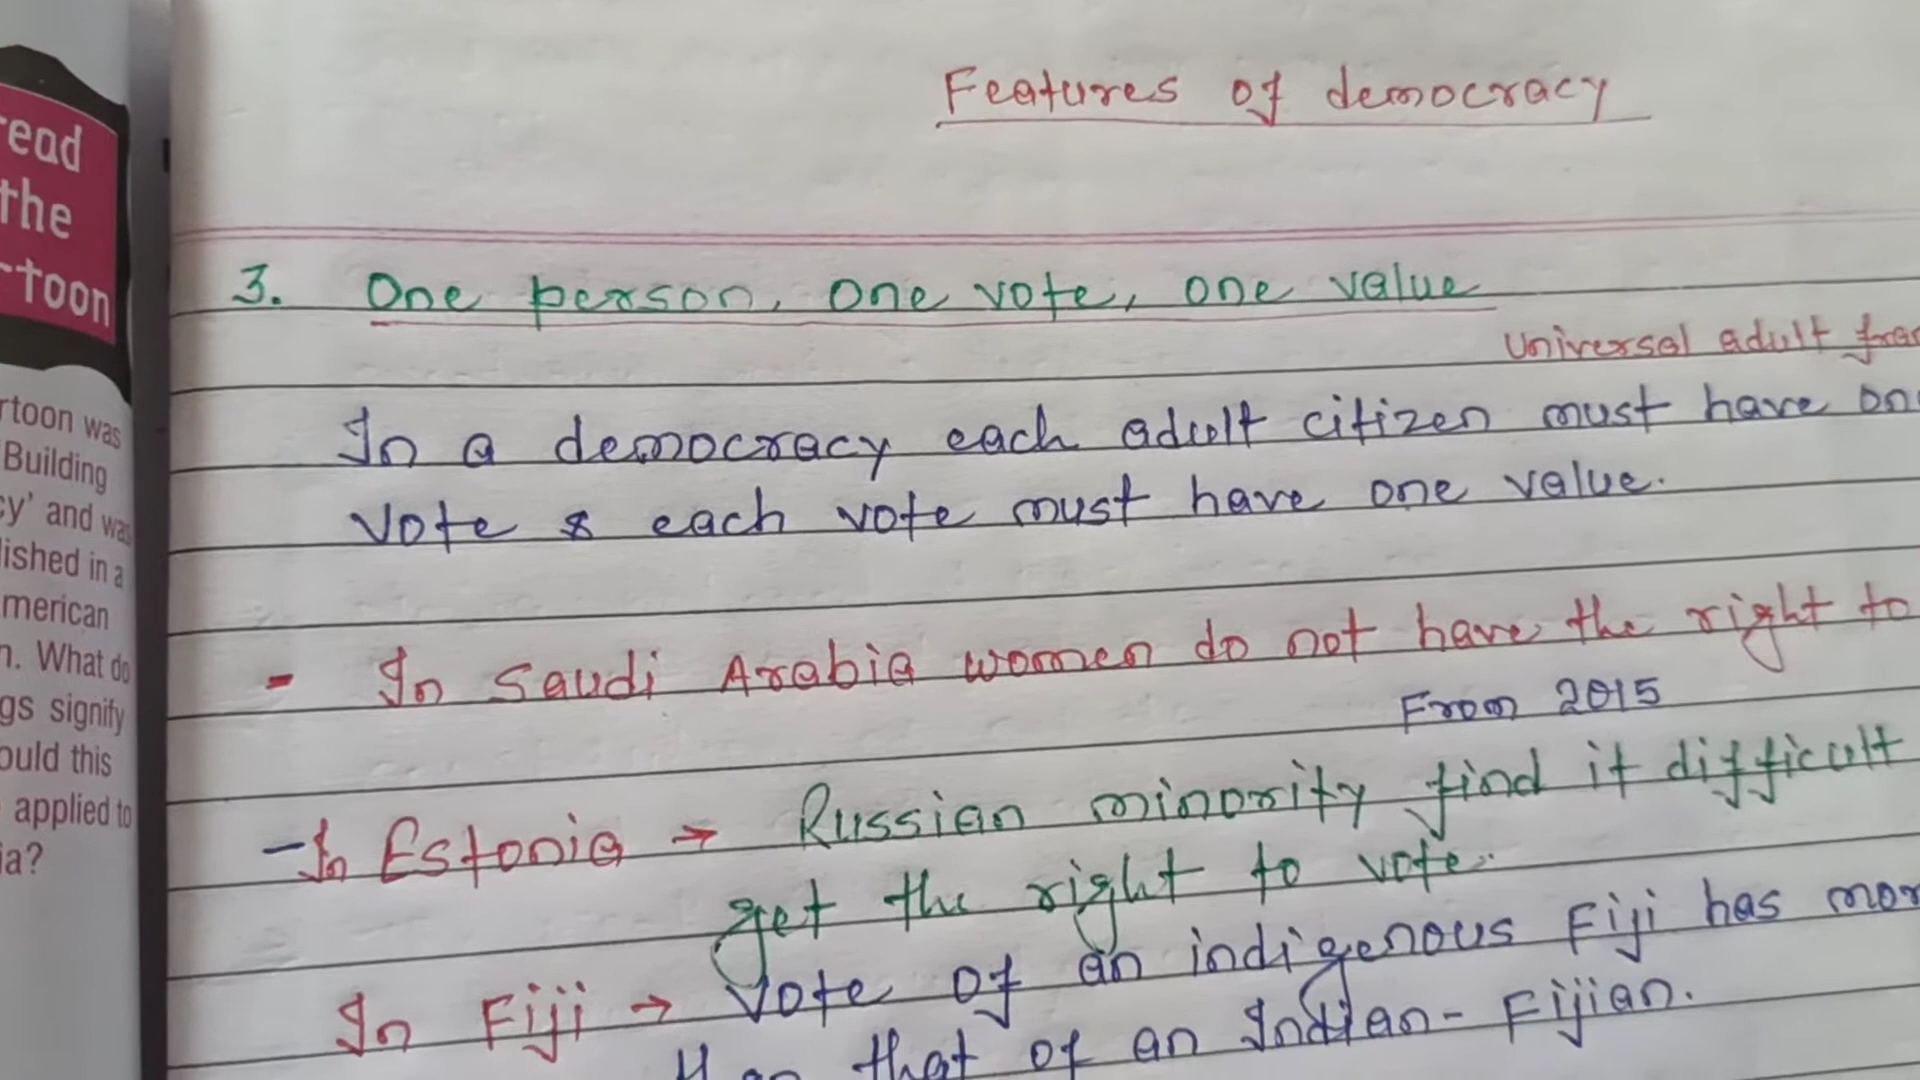 Features of democracy
3. One person, one vote, one value
Universal adult
In a democracy each adult citizen must have
vote & each vote must have one value.
- In Saudi Arabia women do not have the right to
From 2015
- In Estonia → Russian minority find it difficult
get the right to vote.
In Fiji → vote of an indigenous Fiji has
that of an Indian-Fijian.
ead
the
toon
rtoon was
'Building
cy' and was
lished in a
merican
n. What do
gs signify
ould this
applied to
ia?